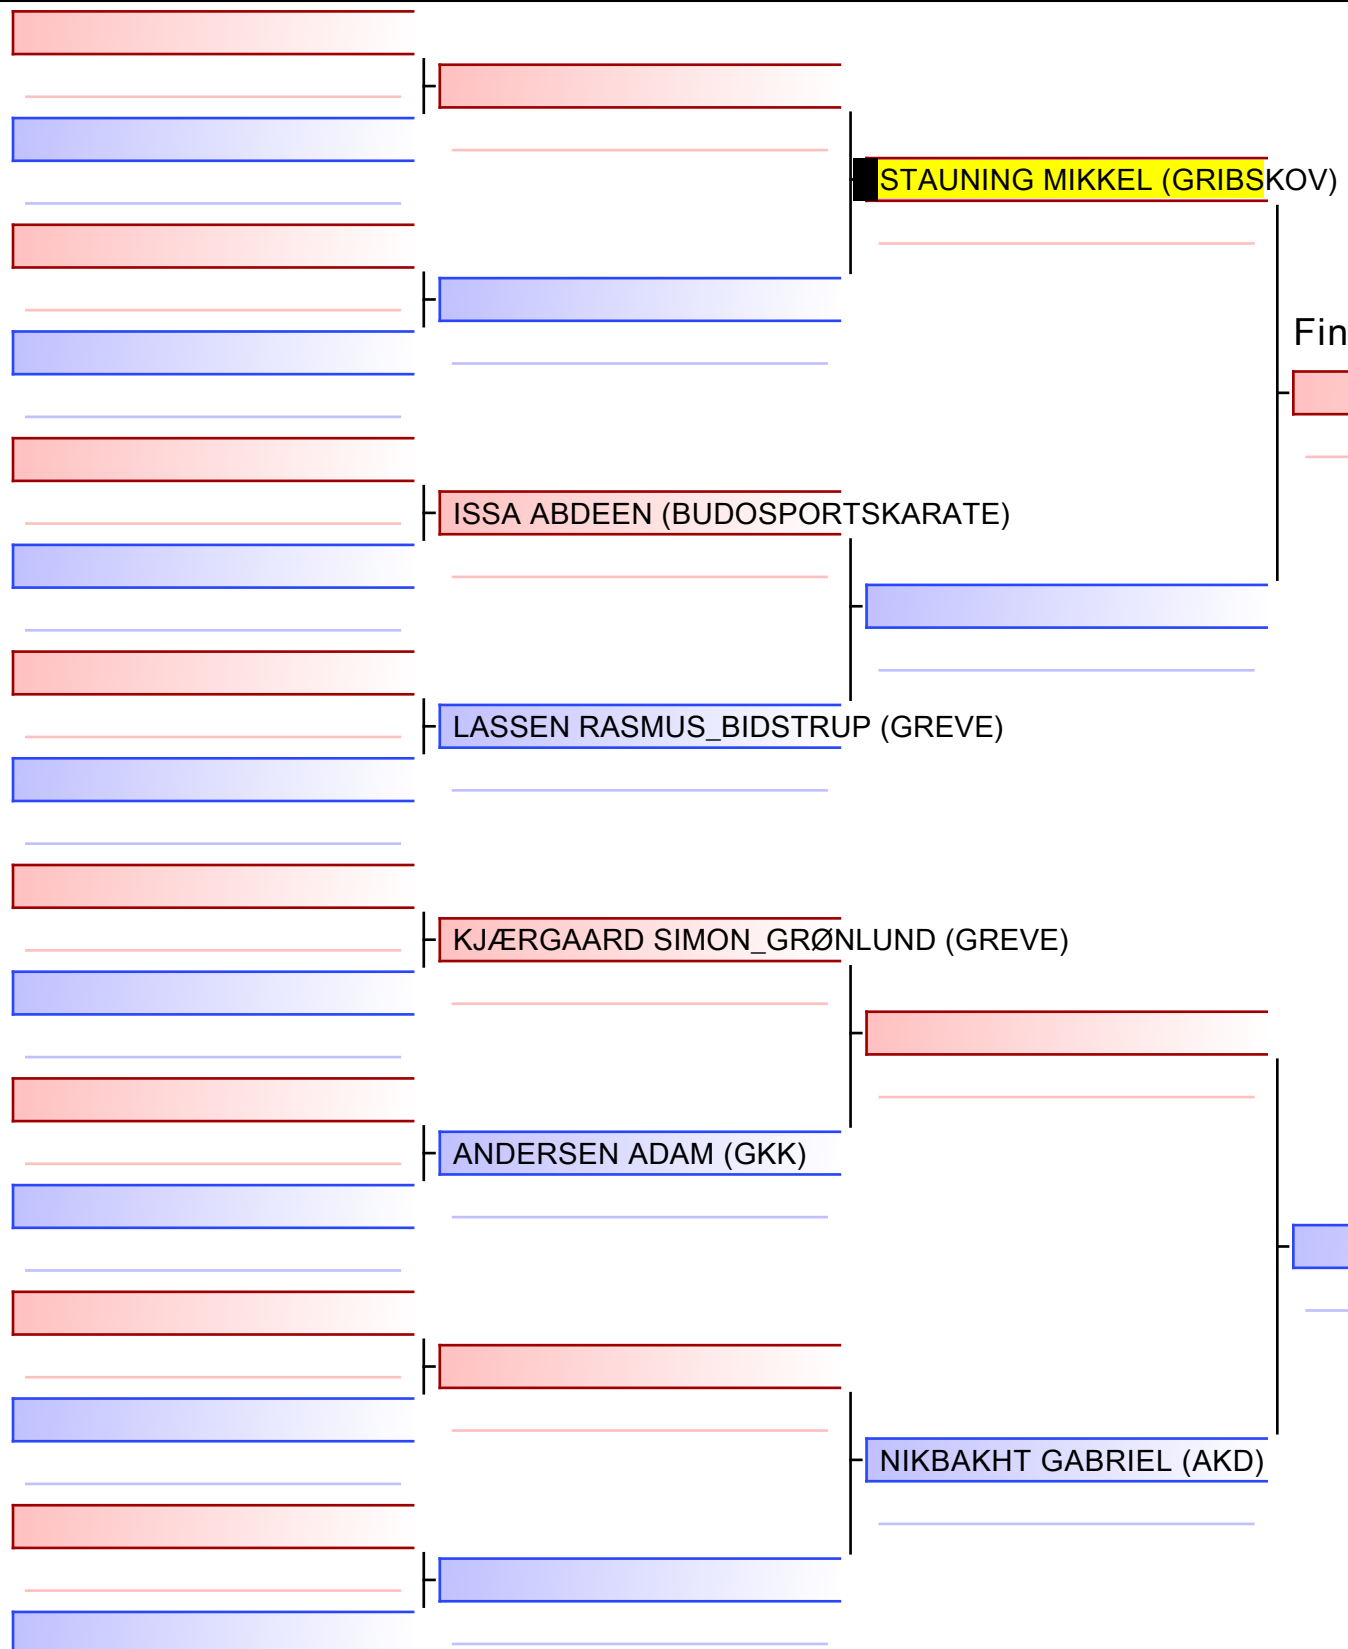 STAUNING MIKKEL (GRIBSKOV)
Fin
ISSA ABDEEN (BUDOSPORTSKARATE)
LASSEN RASMUS_BIDSTRUP (GREVE)
KJÆRGAARD SIMON_GRØNLUND (GREVE)
ANDERSEN ADAM (GKK)
NIKBAKHT GABRIEL (AKD)